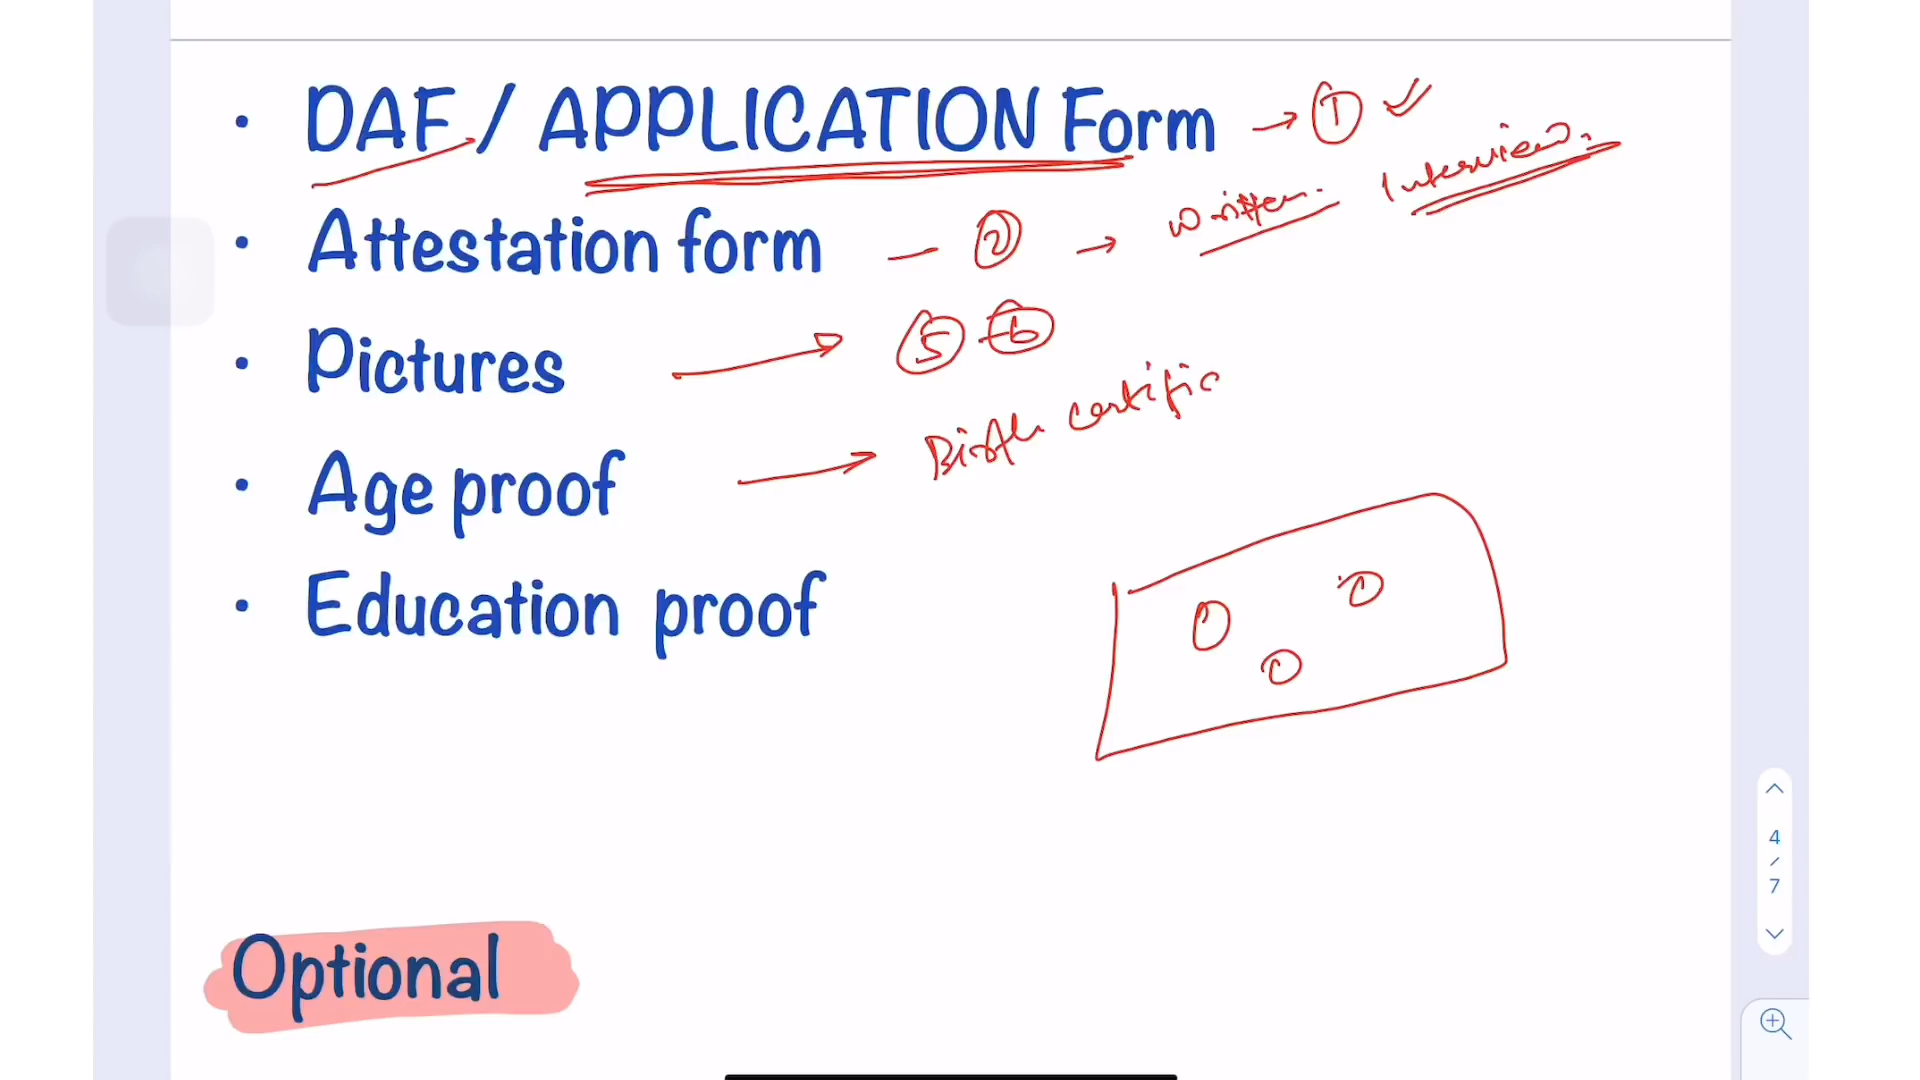 • DAF / APPLICATION Form → 1
• Attestation form — 2 → written. Interview.
• Pictures → 5 6
• Age proof → Birth certific
• Education proof
Optional
4
/
7